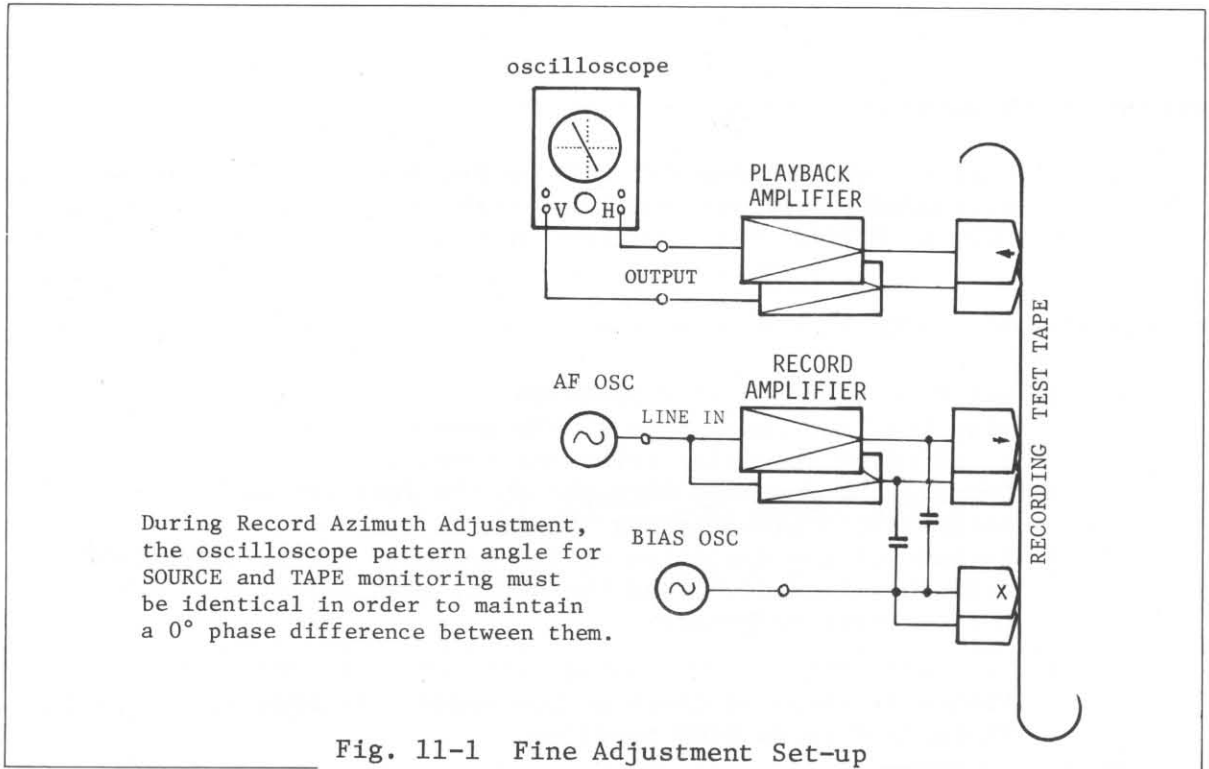 oscilloscope
V H
PLAYBACK
AMPLIFIER
OUTPUT
RECORD
AMPLIFIER
AF OSC
LINE IN
RECORDING TEST TAPE
BIAS OSC
X
During Record Azimuth Adjustment,
the oscilloscope pattern angle for
SOURCE and TAPE monitoring must
be identical in order to maintain
a 0° phase difference between them.
Fig. 11-1 Fine Adjustment Set-up